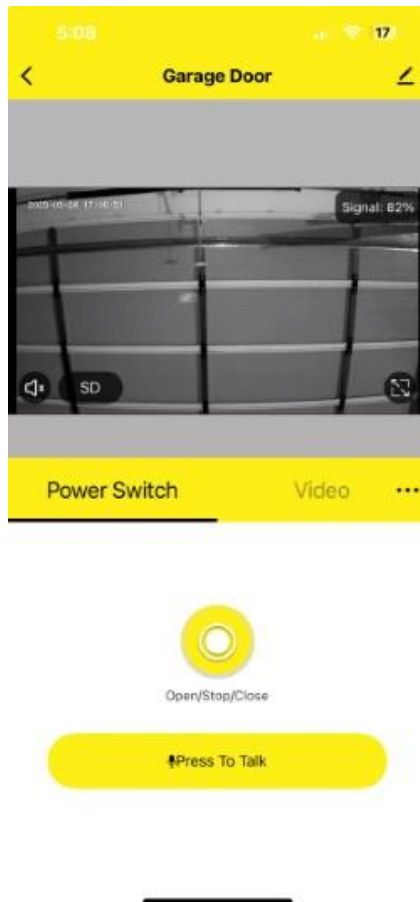 5:08
17
Garage Door
Signal: 82%
SD
Power Switch
Video
Open/Stop/Close
Press To Talk